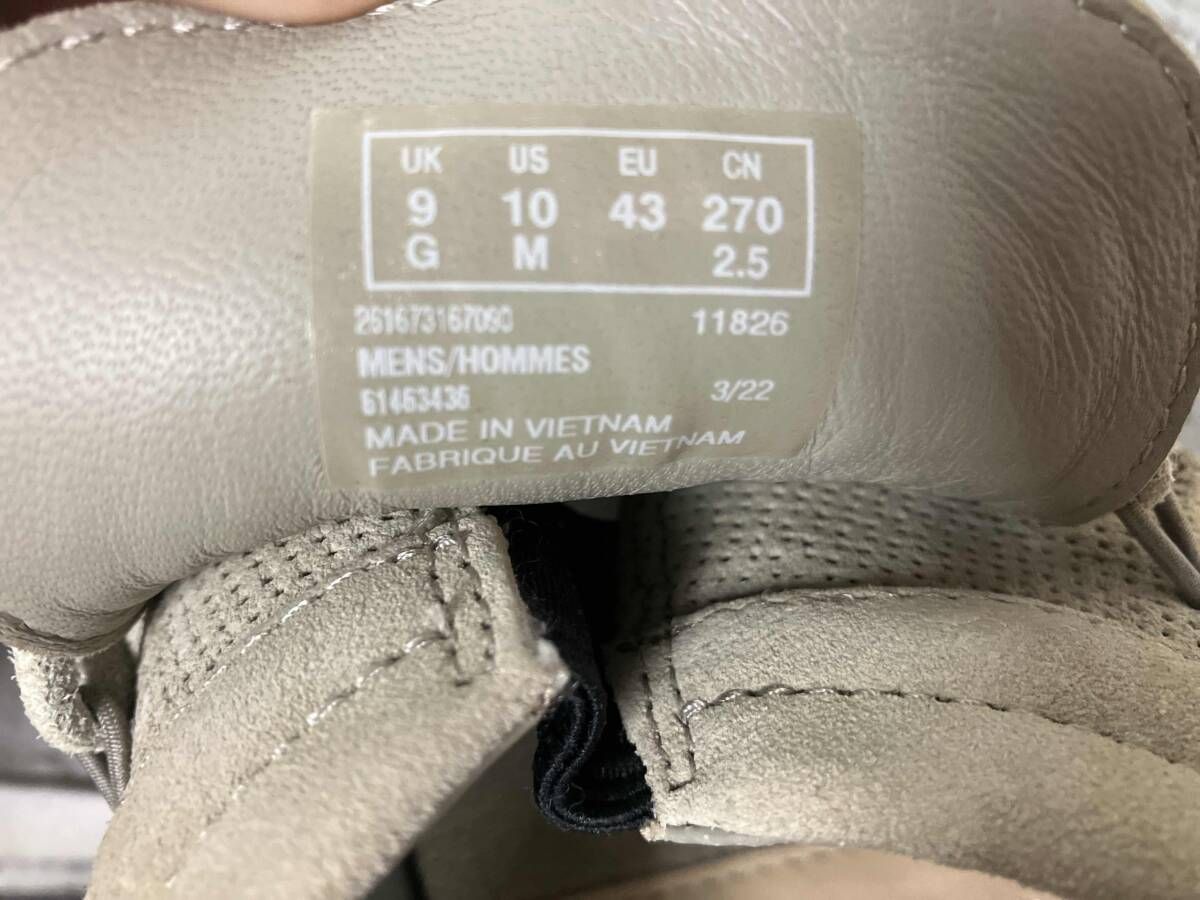 UK US EU CN
9 10 43 270
G M 2.5
261673167090 11826
MENS/HOMMES
61463436 3/22
MADE IN VIETNAM
FABRIQUE AU VIETNAM